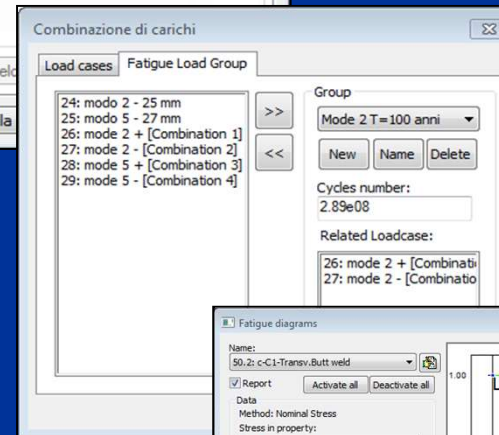 Combinazione di carichi
Load cases
Fatigue Load Group
24: modo 2 - 25 mm
25: modo 5 - 27 mm
26: mode 2 + [Combination 1]
27: mode 2 - [Combination 2]
28: mode 5 + [Combination 3]
29: mode 5 - [Combination 4]
>>
<<
Group
Mode 2 T=100 anni
New Name Delete
Cycles number:
2.89e08
Related Loadcase:
26: mode 2 + [Combinati
27: mode 2 - [Combinatio
la
Fatigue diagrams
Name:
50.2: c-C1-Transv.Butt weld
Report
Activate all
Deactivate all
Data
Method: Nominal Stress
Stress in property:
1.00